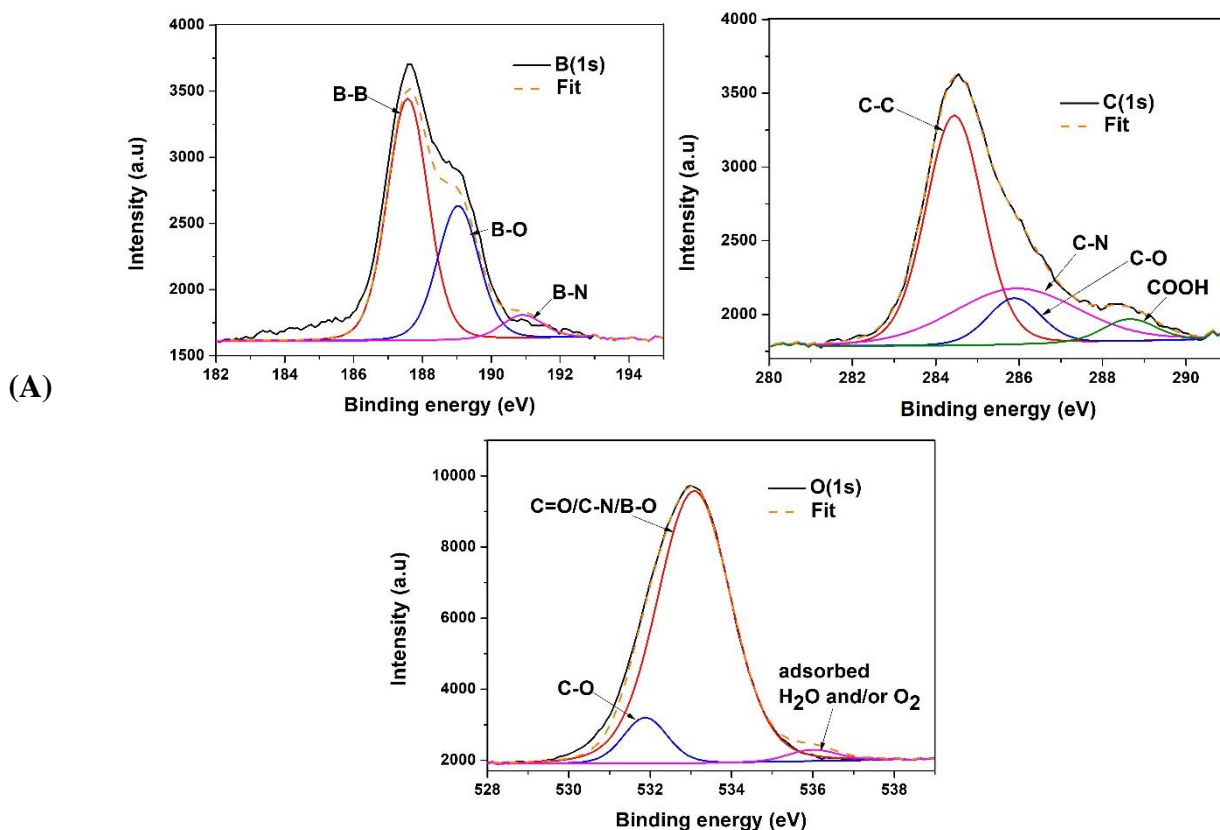 (A)
4000
3500
3000
2500
2000
1500
Intensity (a.u)
B(1s)
Fit
B-B
B-O
B-N
182 184 186 188 190 192 194
Binding energy (eV)
4000
3500
3000
2500
2000
Intensity (a.u)
C(1s)
Fit
C-C
C-N
C-O
COOH
280 282 284 286 288 290
Binding energy (eV)
10000
8000
6000
4000
2000
Intensity (a.u)
O(1s)
Fit
C=O/C-N/B-O
C-O
adsorbed
H2O and/or O2
528 530 532 534 536 538
Binding energy (eV)